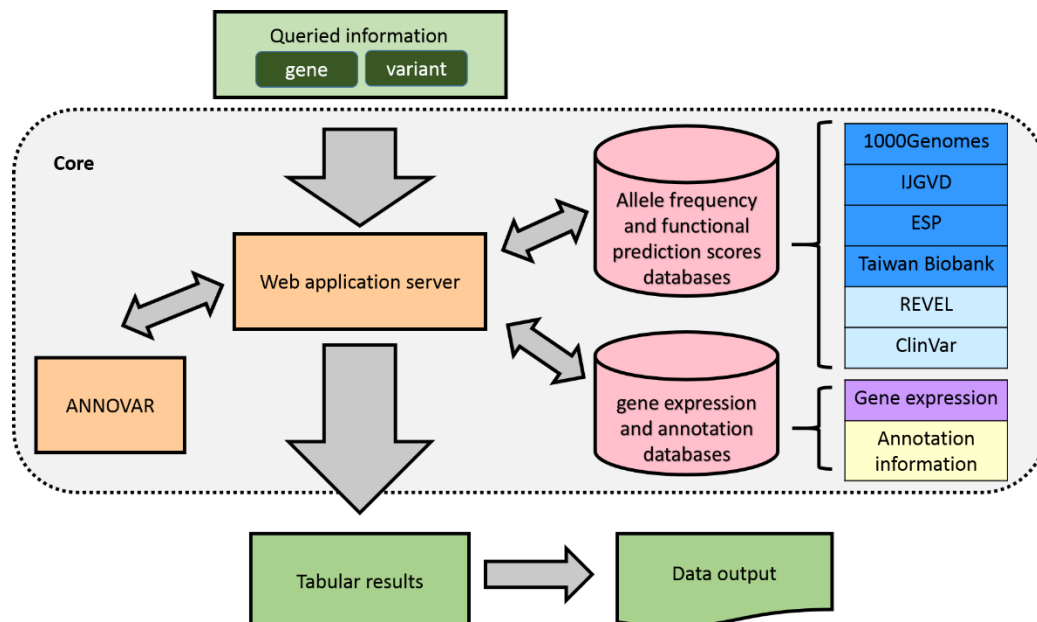 Queried information
gene
variant
Core
Web application server
ANNOVAR
Allele frequency
and functional
prediction scores
databases
1000Genomes
IJGVD
ESP
Taiwan Biobank
REVEL
ClinVar
gene expression
and annotation
databases
Gene expression
Annotation
information
Tabular results
Data output